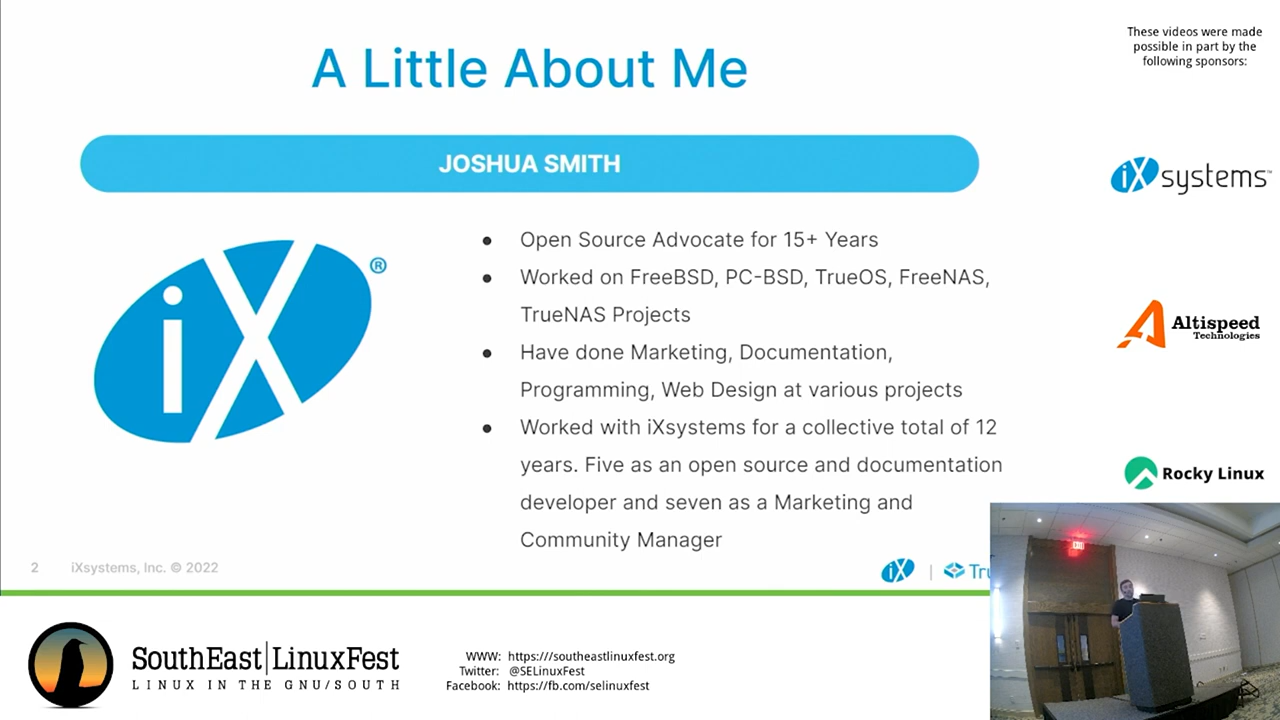 A Little About Me
JOSHUA SMITH
iX®
● Open Source Advocate for 15+ Years
● Worked on FreeBSD, PC-BSD, TrueOS, FreeNAS,
TrueNAS Projects
● Have done Marketing, Documentation,
Programming, Web Design at various projects
● Worked with iXsystems for a collective total of 12
years. Five as an open source and documentation
developer and seven as a Marketing and
Community Manager
2 iXsystems, Inc. © 2022
iX | Tru
These videos were made
possible in part by the
following sponsors:
iXsystems™
Altispeed
Technologies
Rocky Linux
EXIT
SouthEast|LinuxFest
LINUX IN THE GNU/SOUTH
WWW: https://southeastlinuxfest.org
Twitter: @SELinuxFest
Facebook: https://fb.com/selinuxfest